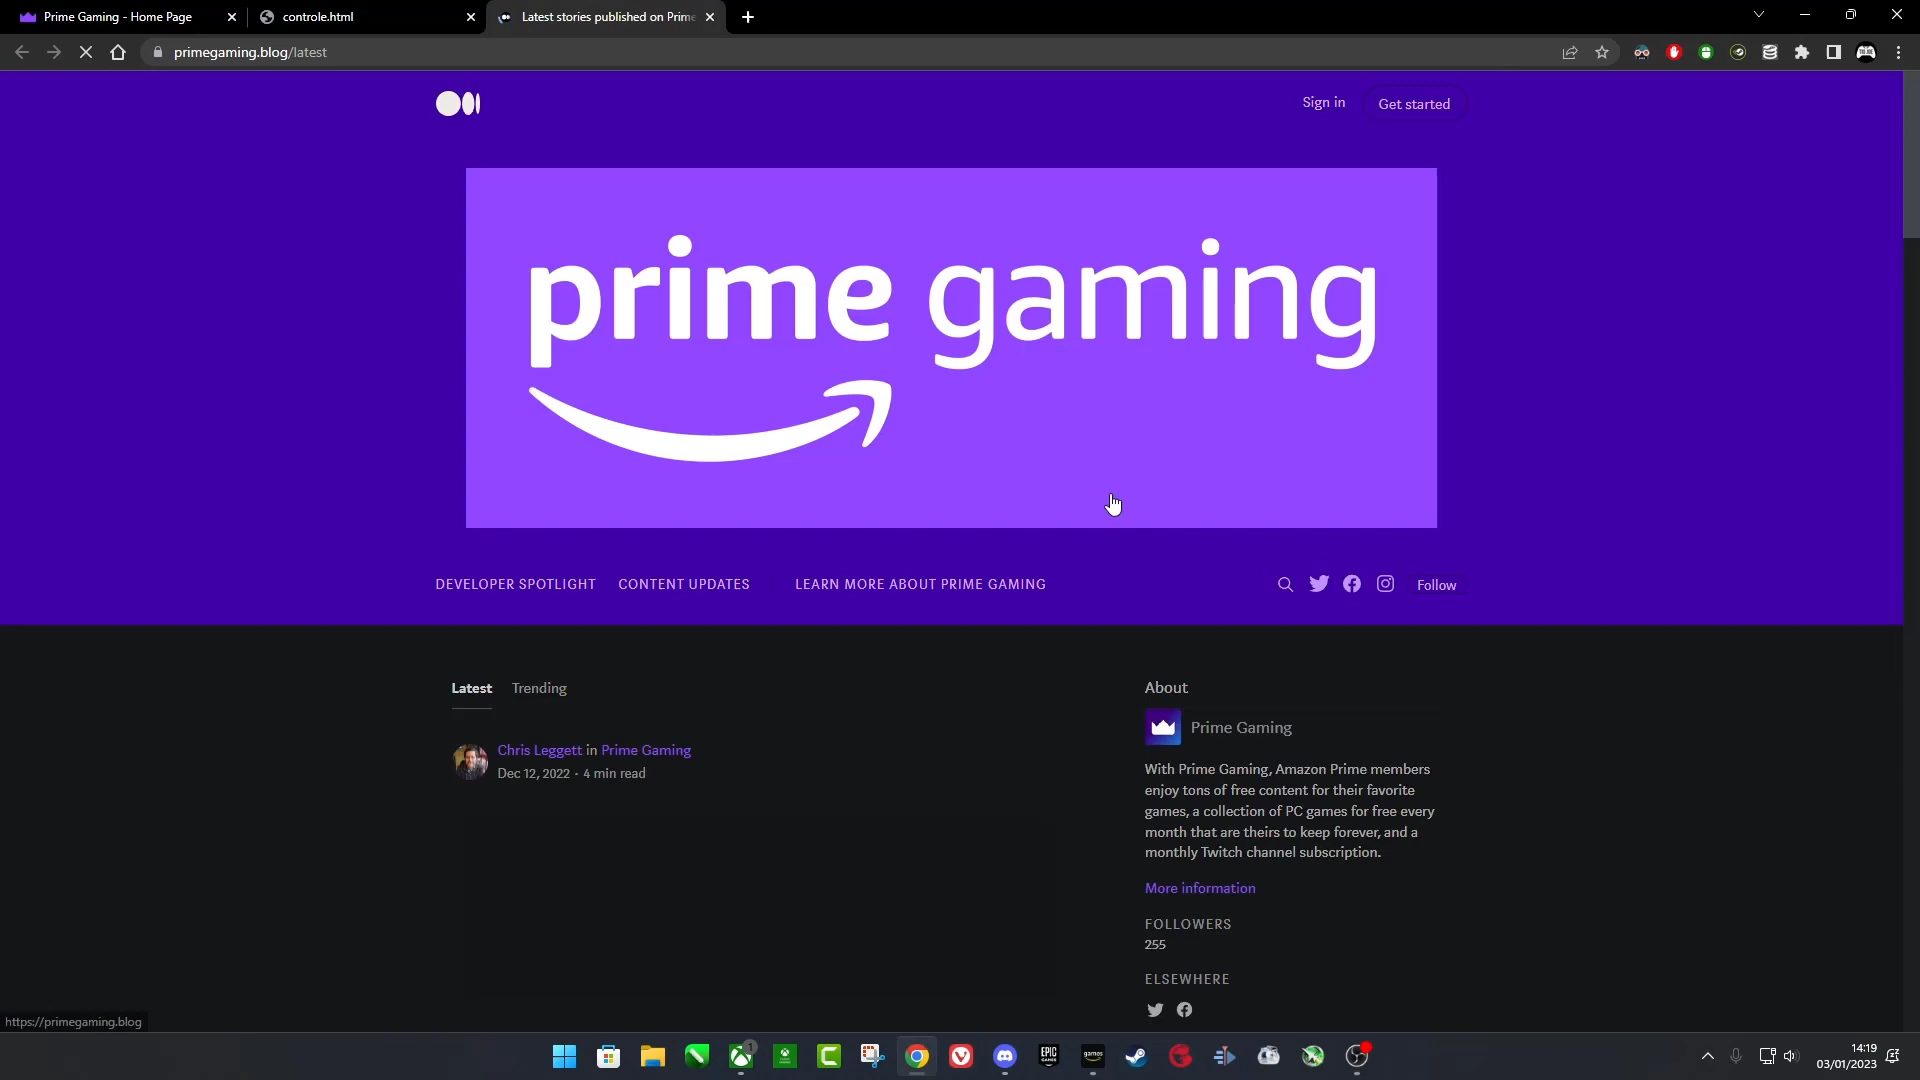 Prime Gaming - Home Page
controle.html
Latest stories published on Prime
primegaming.blog/latest
Sign in
Get started
prime gaming
DEVELOPER SPOTLIGHT
CONTENT UPDATES
LEARN MORE ABOUT PRIME GAMING
Follow
Latest
Trending
Chris Leggett in Prime Gaming
Dec 12, 2022 · 4 min read
About
Prime Gaming
With Prime Gaming, Amazon Prime members
enjoy tons of free content for their favorite
games, a collection of PC games for free every
month that are theirs to keep forever, and a
monthly Twitch channel subscription.
More information
FOLLOWERS
255
ELSEWHERE
https://primegaming.blog
1
EPIC
GAMES
games
14:19
03/01/2023